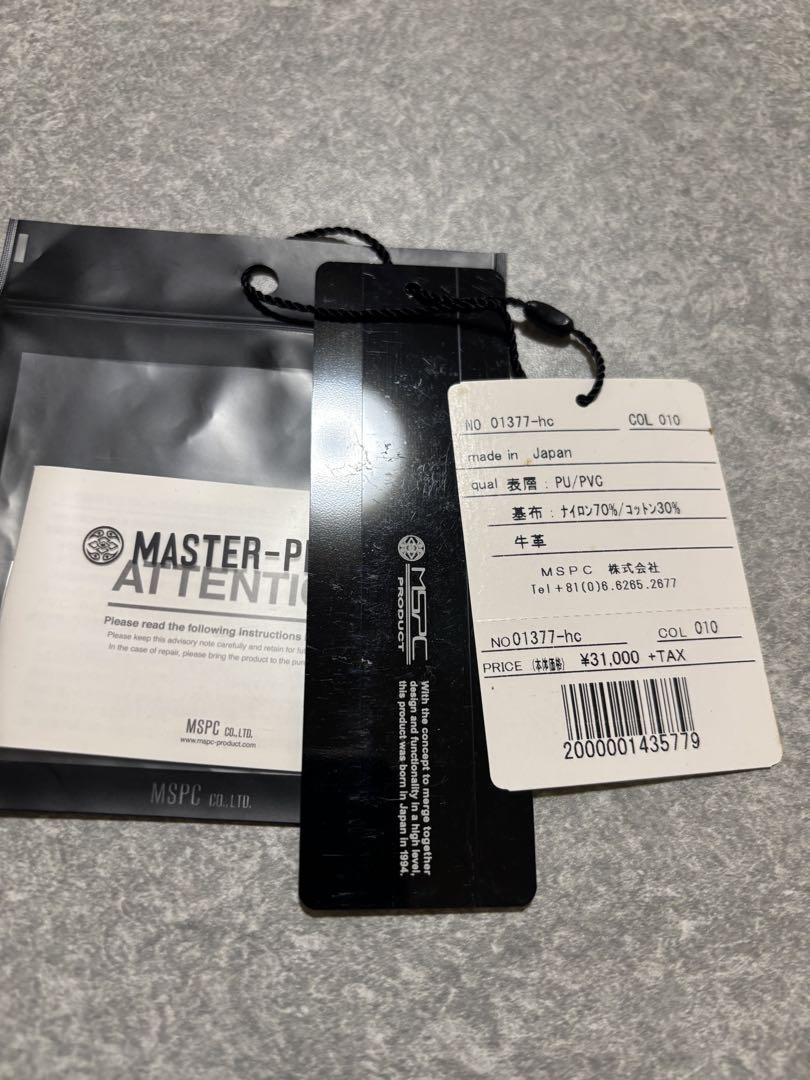 MASTER-P
ATTENTI
Please read the following instructions
Please keep this advisory note carefully and retain for
In the case of repair, please bring the product to the
MSPC CO.,LTD.
www.mspc-product.com
MSPC CO.,LTD.
MSPC
PRODUCT
With the concept to merge together
design and functionality in a high level,
this product was born in Japan in 1994.
NO 01377-hc COL 010
made in Japan
qual 表層 : PU/PVC
基布 : ナイロン70%/コットン30%
牛革
MSPC 株式会社
Tel +81(0)6.6265.2677
NO 01377-hc COL 010
PRICE (本体価格) ¥31,000 +TAX
2000001435779